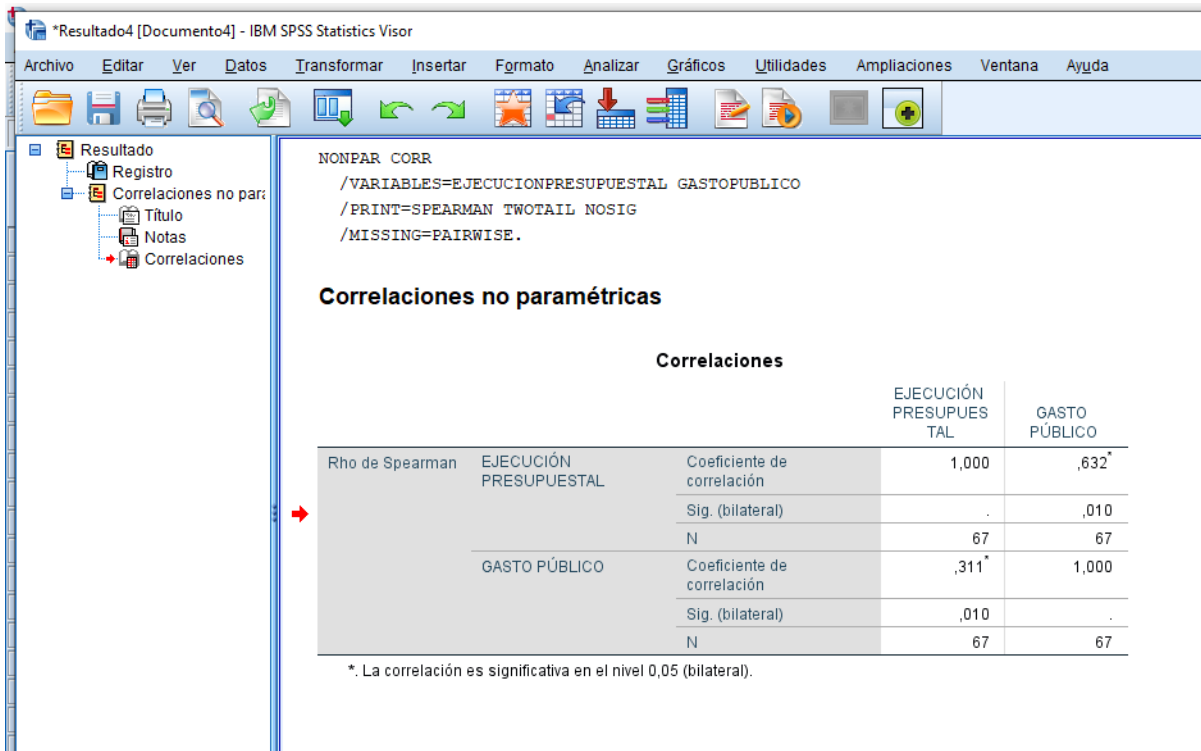 *Resultado4 [Documento4] - IBM SPSS Statistics Visor
Archivo Editar Ver Datos Transformar Insertar Formato Analizar Gráficos Utilidades Ampliaciones Ventana Ayuda
Resultado
Registro
Correlaciones no pará
Título
Notas
Correlaciones
NONPAR CORR
/VARIABLES=EJECUCIONPRESUPUESTAL GASTOPUBLICO
/PRINT=SPEARMAN TWOTAIL NOSIG
/MISSING=PAIRWISE.
Correlaciones no paramétricas
Correlaciones
EJECUCIÓN
PRESUPUES
TAL
GASTO
PÚBLICO
Rho de Spearman EJECUCIÓN
PRESUPUESTAL
Coeficiente de
correlación
1,000 ,632*
Sig. (bilateral) . ,010
N 67 67
GASTO PÚBLICO Coeficiente de
correlación
,311* 1,000
Sig. (bilateral) ,010 .
N 67 67
*. La correlación es significativa en el nivel 0,05 (bilateral).